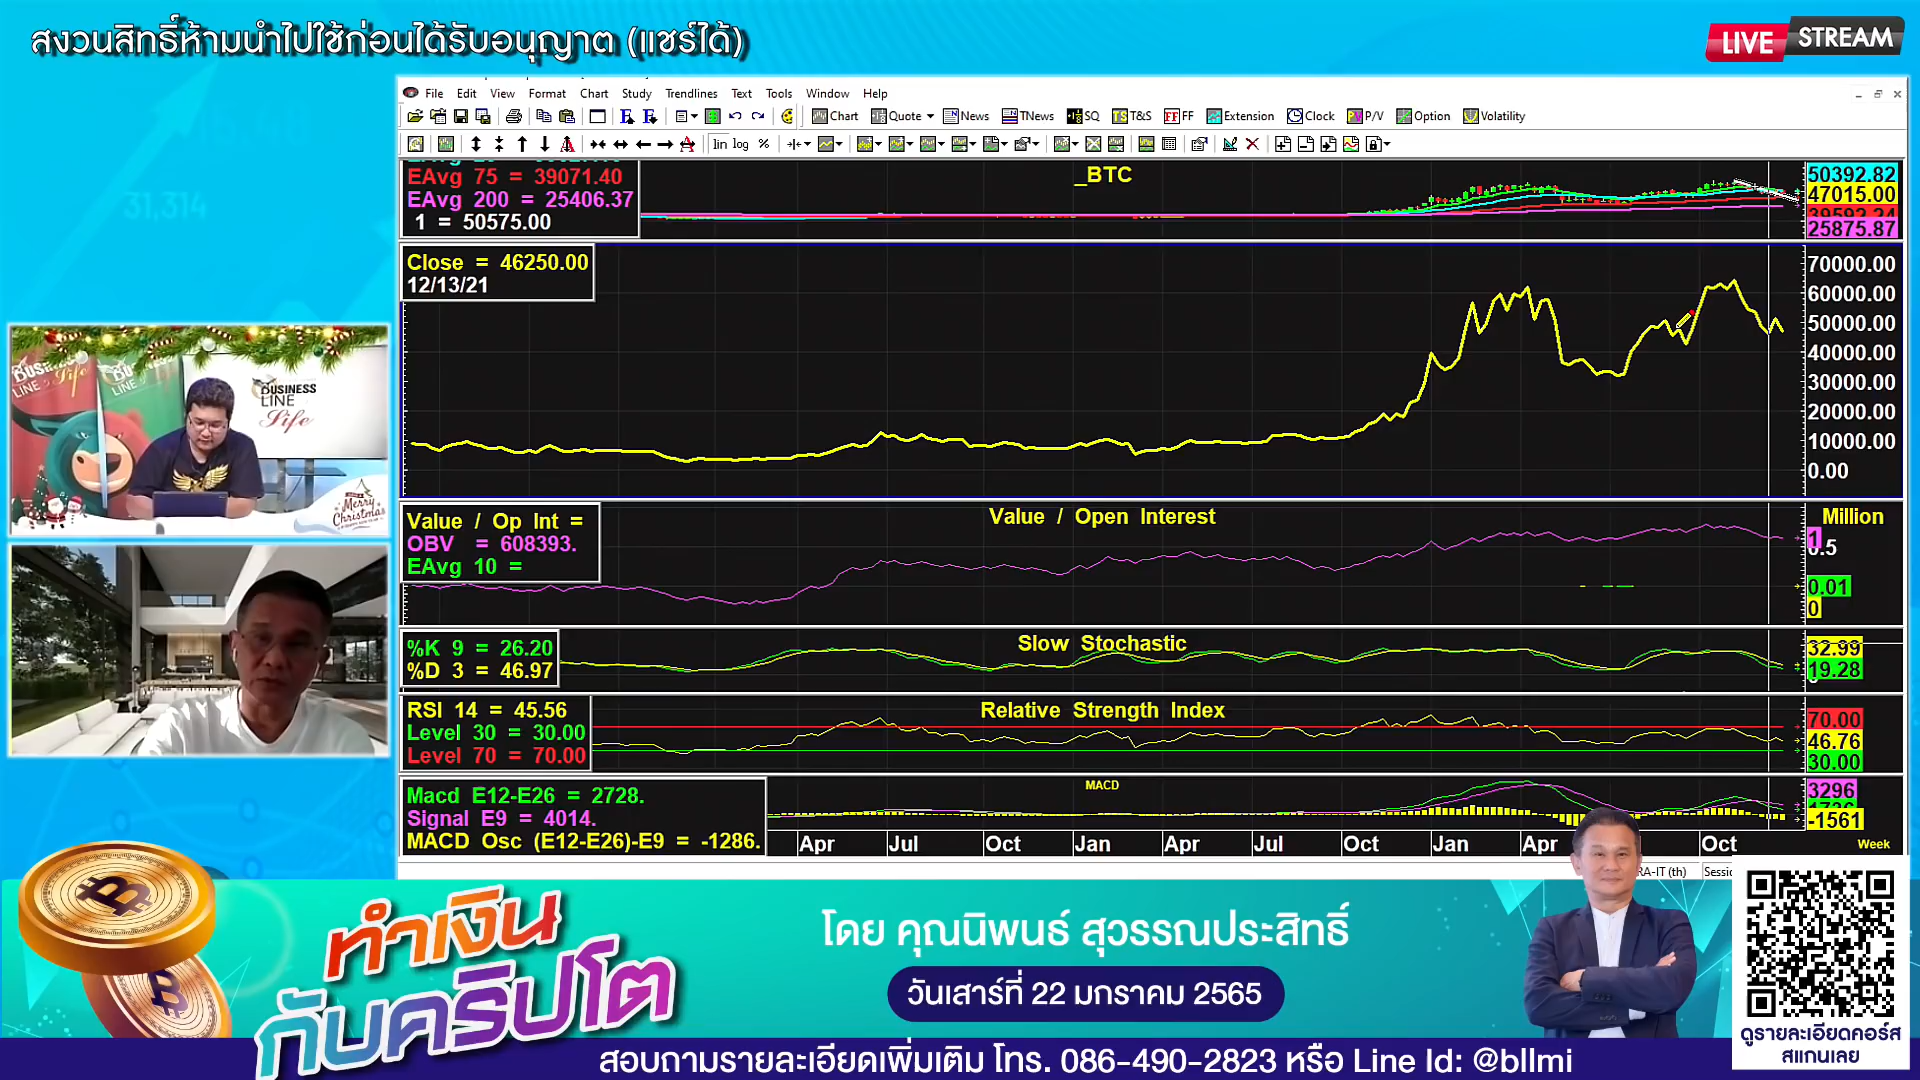 สงวนสิทธิ์ห้ามนำไปใช้ก่อนได้รับอนุญาต (แชร์ได้)
LIVE STREAM
File Edit View Format Chart Study Trendlines Text Tools Window Help
Chart Quote News TNews SQ T&S FF Extension Clock P/V Option Volatility
lin log %
EAvg 75 = 39071.40
EAvg 200 = 25406.37
1 = 50575.00
_BTC
50392.82
47015.00
39592.24
25875.87
Close = 46250.00
12/13/21
70000.00
60000.00
50000.00
40000.00
30000.00
20000.00
10000.00
0.00
Value / Op Int =
OBV = 608393.
EAvg 10 =
Value / Open Interest
Million
1
0.5
0.01
0
%K 9 = 26.20
%D 3 = 46.97
Slow Stochastic
32.99
19.28
RSI 14 = 45.56
Level 30 = 30.00
Level 70 = 70.00
Relative Strength Index
70.00
46.76
30.00
Macd E12-E26 = 2728.
Signal E9 = 4014.
MACD Osc (E12-E26)-E9 = -1286.
MACD
3296
-1561
Apr Jul Oct Jan Apr Jul Oct Jan Apr Oct
Week
RA-IT (th)
BUSINESS
LINE
Life
Merry
Christmas
ทำเงิน
กับคริปโต
โดย คุณนิพนธ์ สุวรรณประสิทธิ์
วันเสาร์ที่ 22 มกราคม 2565
ดูรายละเอียดคอร์ส
สแกนเลย
สอบถามรายละเอียดเพิ่มเติม โทร. 086-490-2823 หรือ Line Id: @bllmi